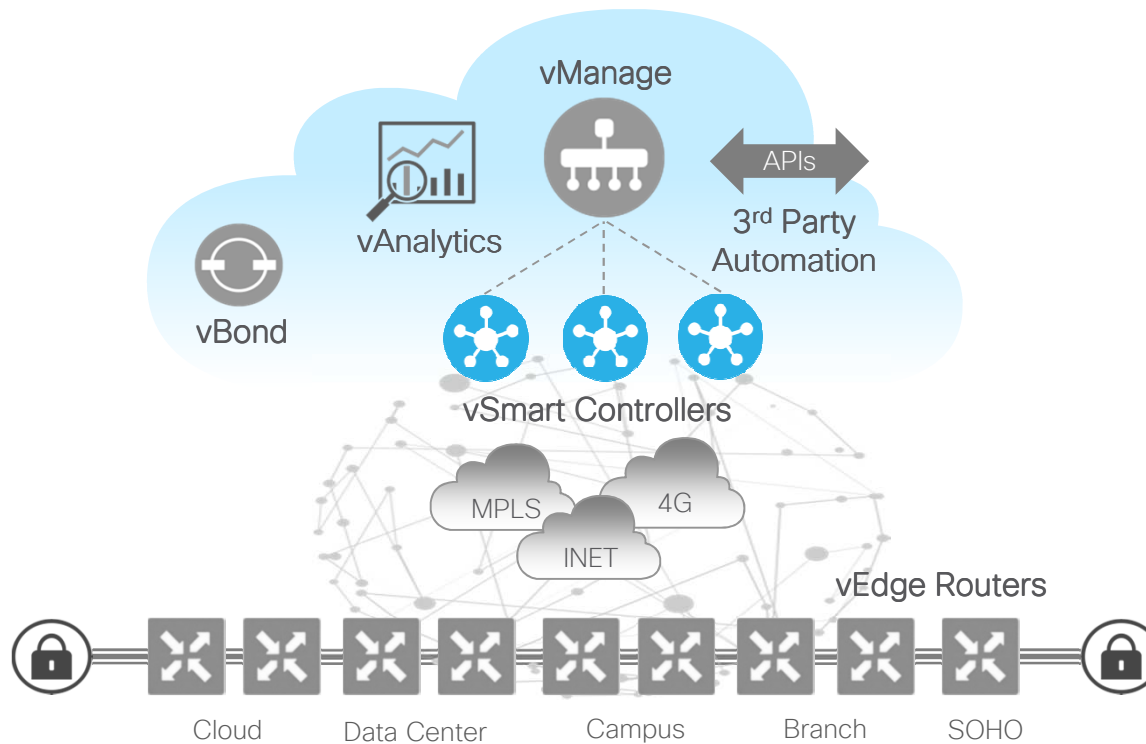 vManage
APIs
3rd Party
Automation
vAnalytics
vBond
vSmart Controllers
MPLS
4G
INET
vEdge Routers
Cloud
Data Center
Campus
Branch
SOHO